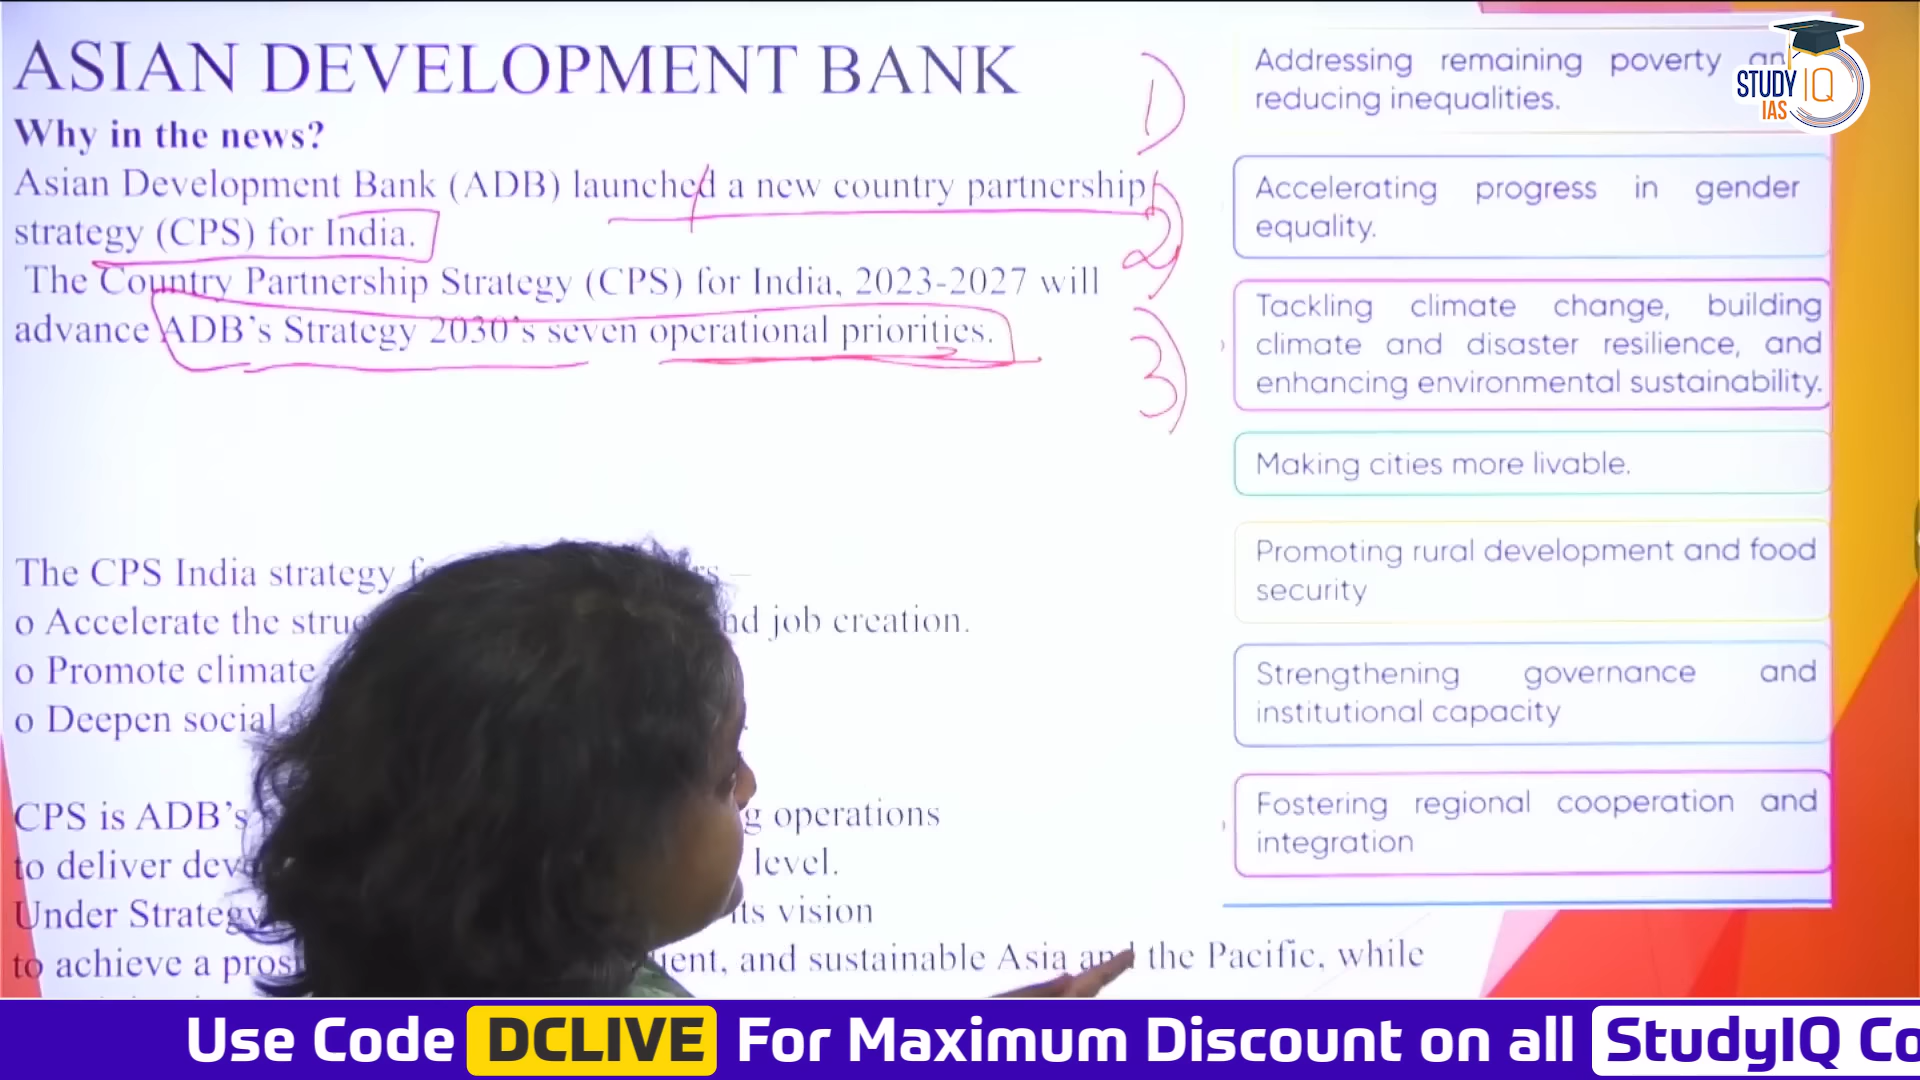 ASIAN DEVELOPMENT BANK
Why in the news?
Asian Development Bank (ADB) launched a new country partnership
strategy (CPS) for India.
The Country Partnership Strategy (CPS) for India, 2023-2027 will
advance ADB's Strategy 2030's seven operational priorities.
The CPS India strategy
o Accelerate the job creation.
o Promote climate
o Deepen social
CPS is ADB's operations
to deliver level.
Under Strategy its vision
to achieve a and sustainable Asia and the Pacific, while
1)
2)
3)
Addressing remaining poverty
reducing inequalities.
Accelerating progress in gender
equality.
Tackling climate change, building
climate and disaster resilience, and
enhancing environmental sustainability.
Making cities more livable.
Promoting rural development and food
security
Strengthening governance and
institutional capacity
Fostering regional cooperation and
integration
STUDY IQ
IAS
Use Code DCLIVE For Maximum Discount on all StudyIQ